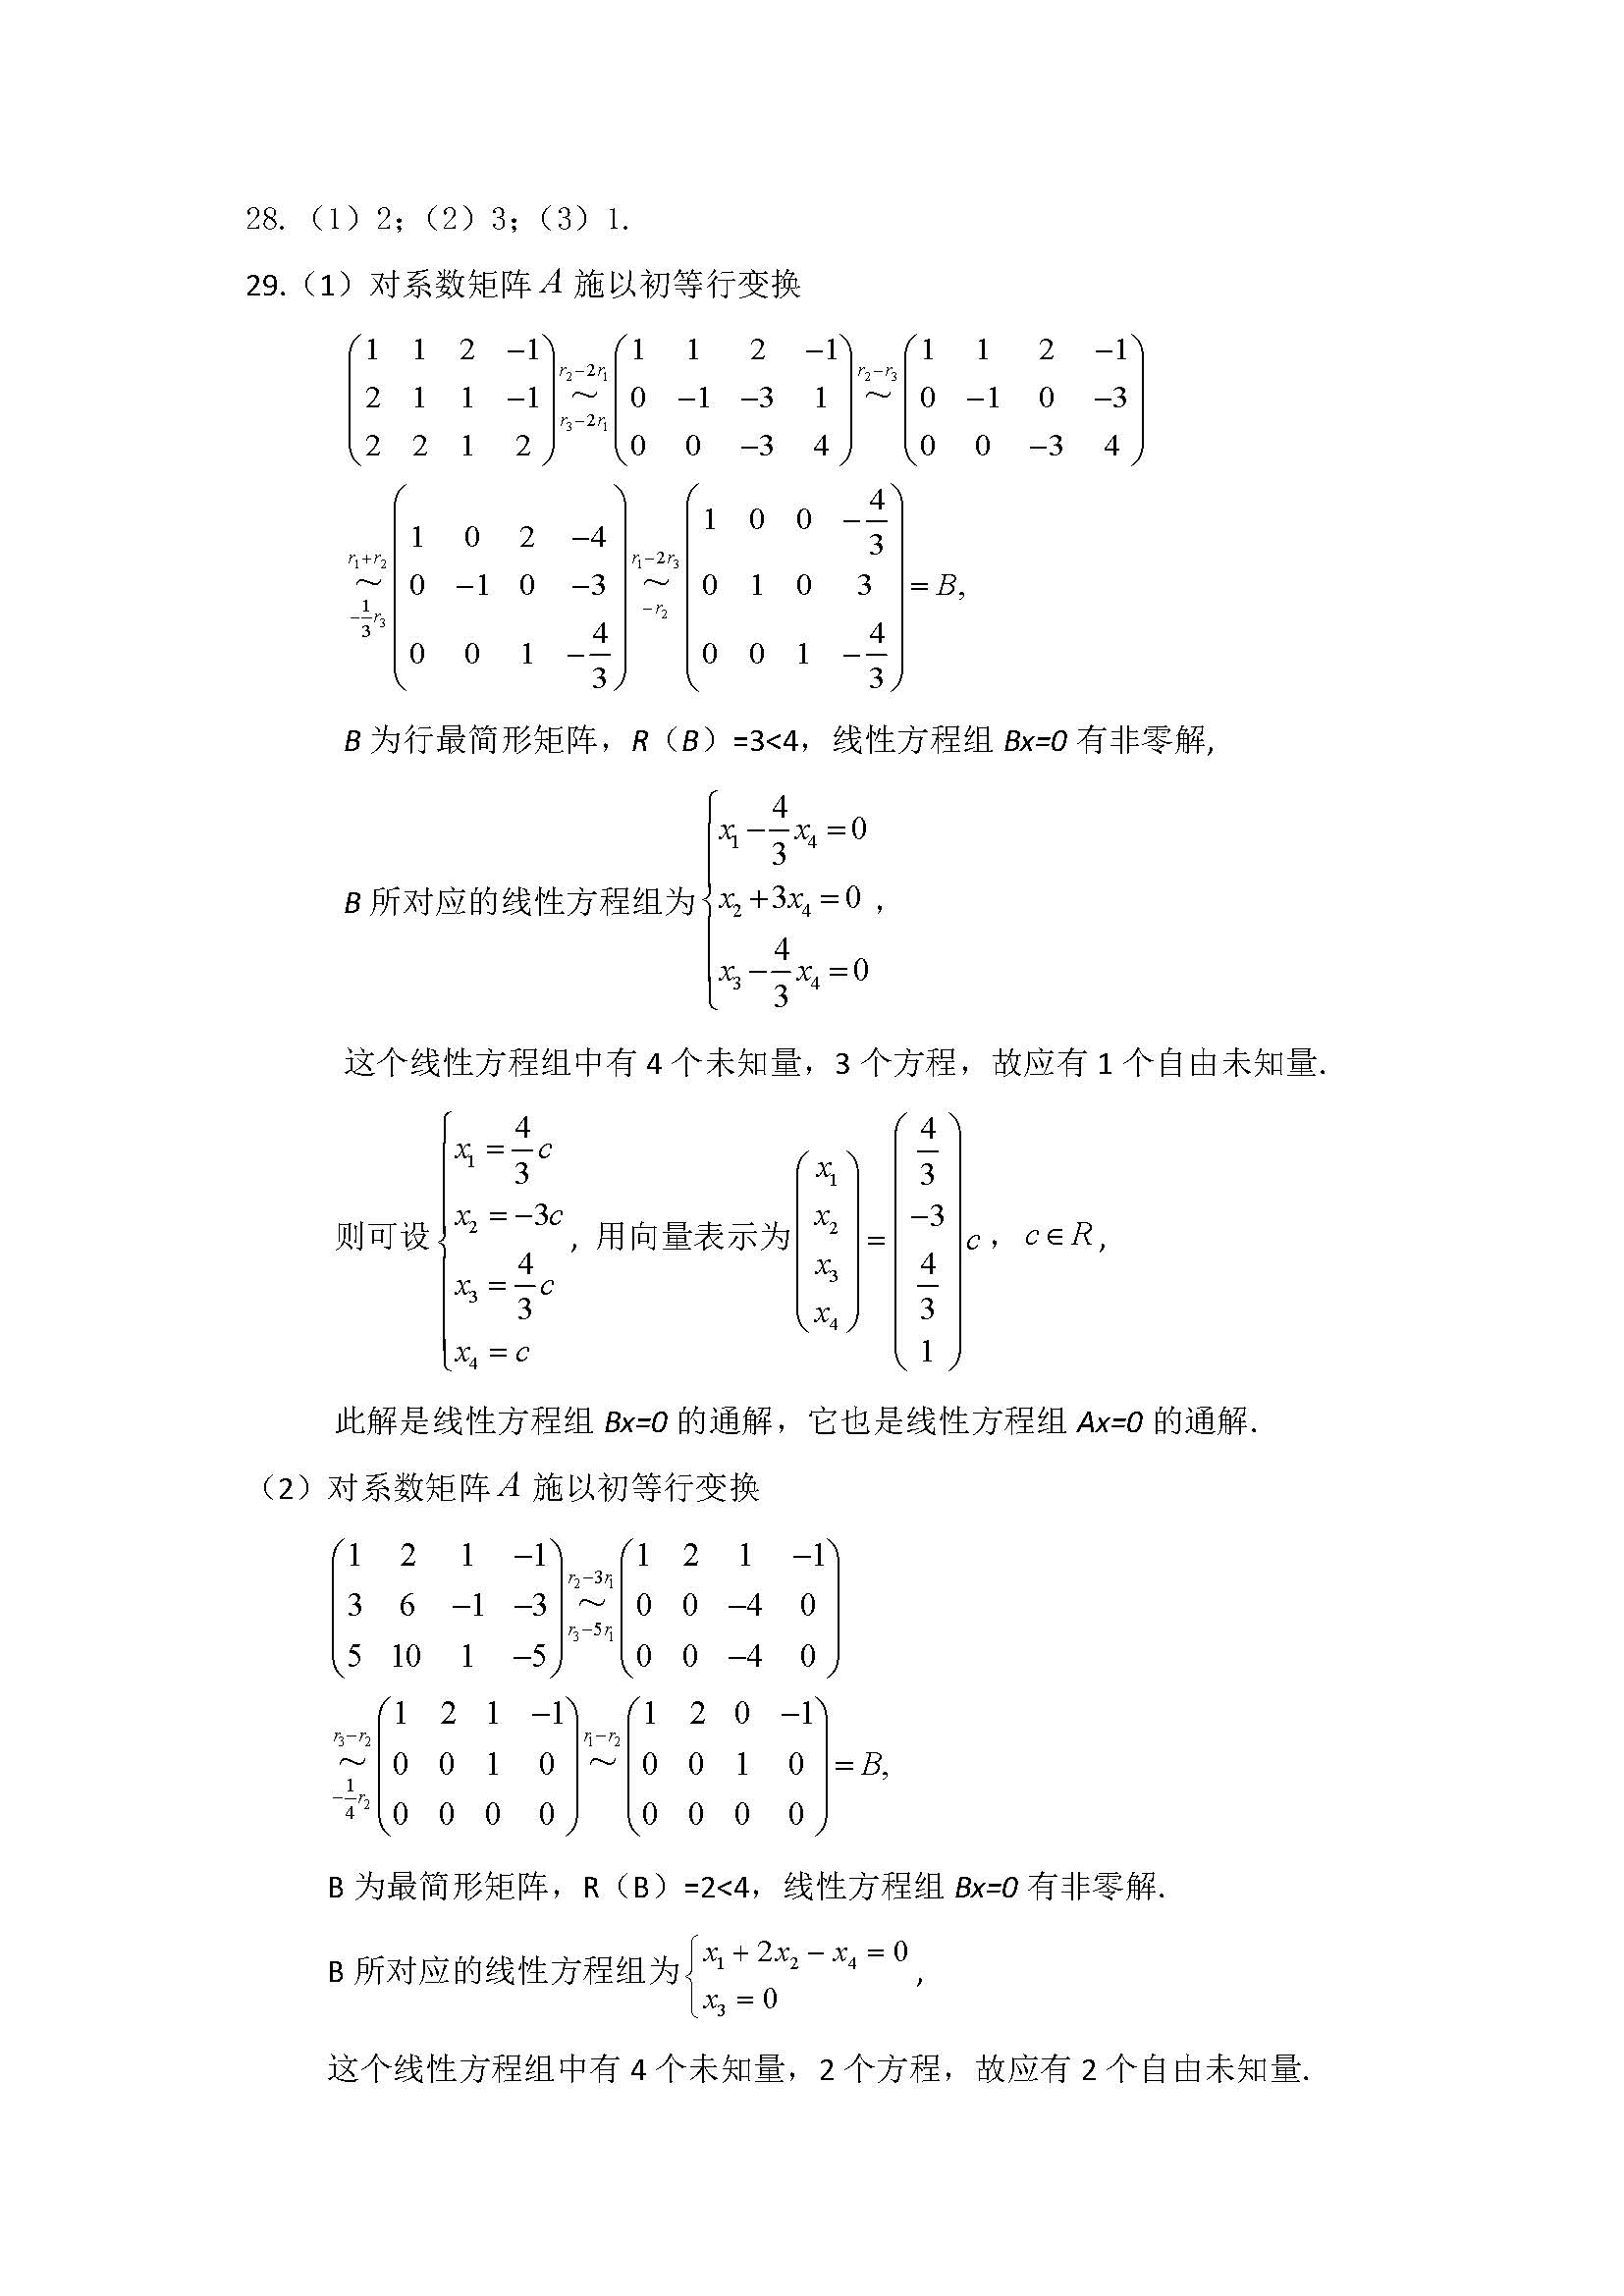 28.（1）2；（2）3；（3）1.
29.（1）对系数矩阵 A 施以初等行变换
$\begin{pmatrix}1&1&2&-1\\2&1&1&-1\\2&2&1&2\end{pmatrix}\overset{r_2-2r_1}{\underset{r_3-2r_1}{\sim}}\begin{pmatrix}1&1&2&-1\\0&-1&-3&1\\0&0&-3&4\end{pmatrix}\overset{r_2-r_3}{\sim}\begin{pmatrix}1&1&2&-1\\0&-1&0&-3\\0&0&-3&4\end{pmatrix}$
$\overset{r_1+r_2}{\underset{-\frac{1}{3}r_3}{\sim}}\begin{pmatrix}1&0&2&-4\\0&-1&0&-3\\0&0&1&-\frac{4}{3}\end{pmatrix}\overset{r_1-2r_3}{\underset{-r_2}{\sim}}\begin{pmatrix}1&0&0&-\frac{4}{3}\\0&1&0&3\\0&0&1&-\frac{4}{3}\end{pmatrix}=B,$
B 为行最简形矩阵，R（B）=3<4，线性方程组 Bx=0 有非零解,
B 所对应的线性方程组为$\begin{cases}x_1-\frac{4}{3}x_4=0\\x_2+3x_4=0\\x_3-\frac{4}{3}x_4=0\end{cases}$，
这个线性方程组中有 4 个未知量，3 个方程，故应有 1 个自由未知量.
则可设$\begin{cases}x_1=\frac{4}{3}c\\x_2=-3c\\x_3=\frac{4}{3}c\\x_4=c\end{cases}$, 用向量表示为$\begin{pmatrix}x_1\\x_2\\x_3\\x_4\end{pmatrix}=\begin{pmatrix}\frac{4}{3}\\-3\\\frac{4}{3}\\1\end{pmatrix}c$，$c\in R$,
此解是线性方程组 Bx=0 的通解，它也是线性方程组 Ax=0 的通解.
（2）对系数矩阵 A 施以初等行变换
$\begin{pmatrix}1&2&1&-1\\3&6&-1&-3\\5&10&1&-5\end{pmatrix}\overset{r_2-3r_1}{\underset{r_3-5r_1}{\sim}}\begin{pmatrix}1&2&1&-1\\0&0&-4&0\\0&0&-4&0\end{pmatrix}$
$\overset{r_3-r_2}{\underset{-\frac{1}{4}r_2}{\sim}}\begin{pmatrix}1&2&1&-1\\0&0&1&0\\0&0&0&0\end{pmatrix}\overset{r_1-r_2}{\sim}\begin{pmatrix}1&2&0&-1\\0&0&1&0\\0&0&0&0\end{pmatrix}=B,$
B 为最简形矩阵，R（B）=2<4，线性方程组 Bx=0 有非零解.
B 所对应的线性方程组为$\begin{cases}x_1+2x_2-x_4=0\\x_3=0\end{cases}$,
这个线性方程组中有 4 个未知量，2 个方程，故应有 2 个自由未知量.